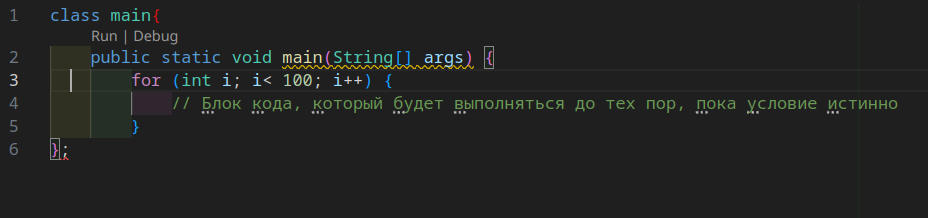 1 class main{
Run | Debug
2 public static void main(String[] args) {
3 for (int i; i< 100; i++) {
4 // Блок кода, который будет выполняться до тех пор, пока условие истинно
5 }
6 };